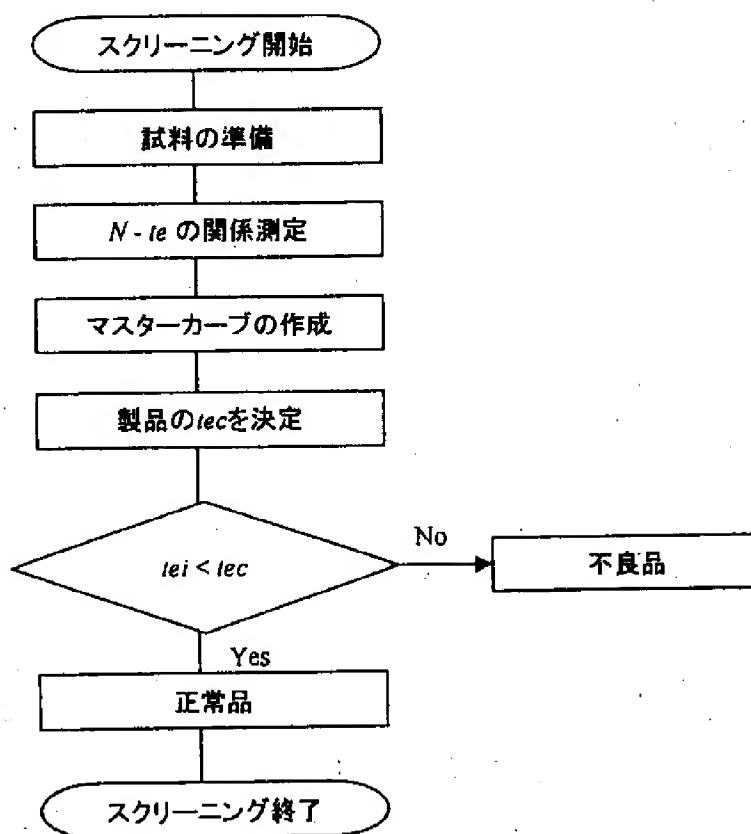 スクリーニング開始
試料の準備
N - te の関係測定
マスターカーブの作成
製品のtecを決定
tei < tec
No
不良品
Yes
正常品
スクリーニング終了